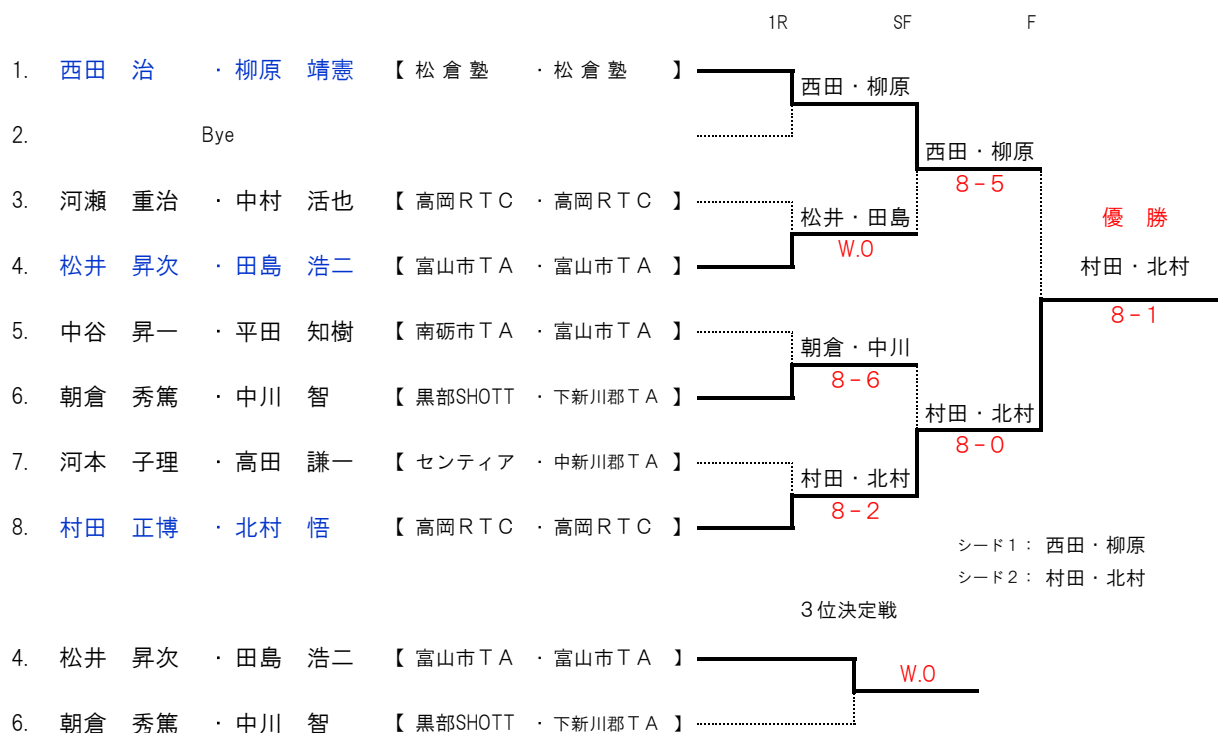 1R SF F
1. 西田 治 ・ 柳原 靖憲 【 松倉塾 ・ 松倉塾 】
西田・柳原
2. Bye
西田・柳原
8-5
3. 河瀬 重治 ・ 中村 活也 【 高岡RTC ・ 高岡RTC 】
松井・田島
W.O
優 勝
4. 松井 昇次 ・ 田島 浩二 【 富山市TA ・ 富山市TA 】
村田・北村
8-1
5. 中谷 昇一 ・ 平田 知樹 【 南砺市TA ・ 富山市TA 】
朝倉・中川
8-6
6. 朝倉 秀篤 ・ 中川 智 【 黒部SHOTT ・ 下新川郡TA 】
村田・北村
8-0
7. 河本 子理 ・ 高田 謙一 【 センティア ・ 中新川郡TA 】
村田・北村
8-2
8. 村田 正博 ・ 北村 悟 【 高岡RTC ・ 高岡RTC 】
シード1： 西田・柳原
シード2： 村田・北村
3位決定戦
4. 松井 昇次 ・ 田島 浩二 【 富山市TA ・ 富山市TA 】
W.O
6. 朝倉 秀篤 ・ 中川 智 【 黒部SHOTT ・ 下新川郡TA 】